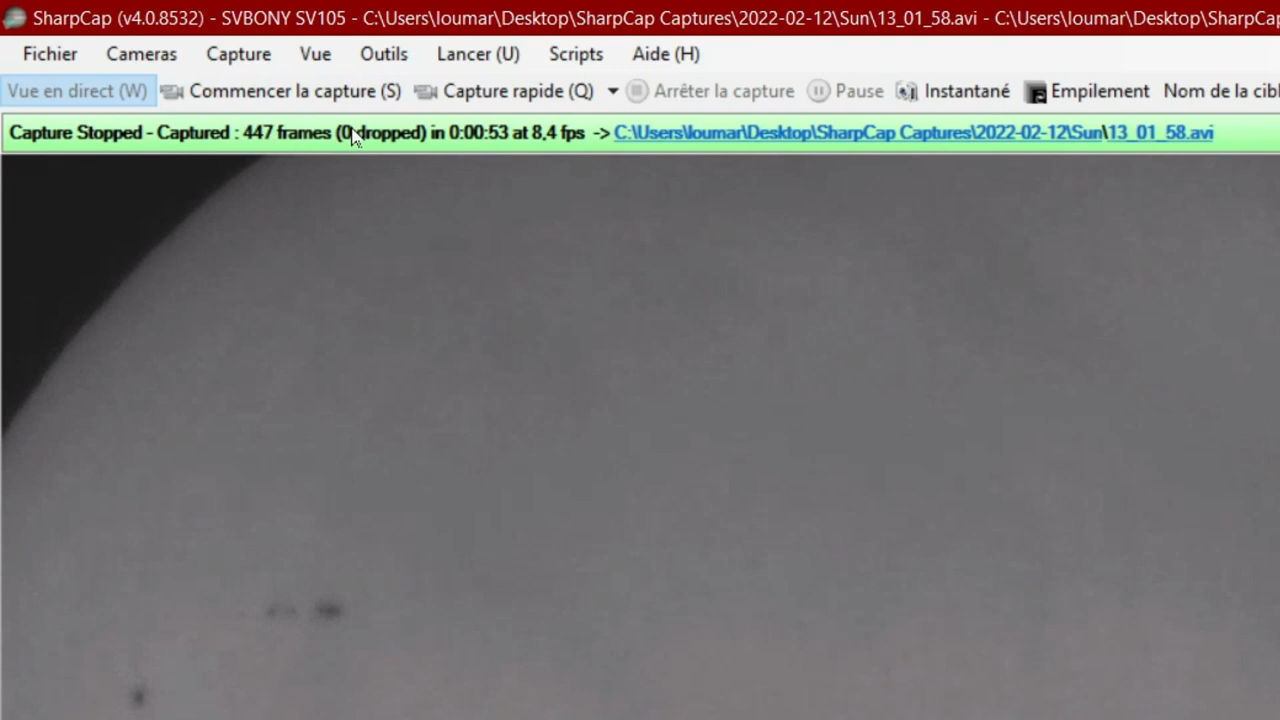 SharpCap (v4.0.8532) - SVBONY SV105 - C:\Users\loumar\Desktop\SharpCap Captures\2022-02-12\Sun\13_01_58.avi - C:\Users\loumar\Desktop\SharpCap
Fichier Cameras Capture Vue Outils Lancer (U) Scripts Aide (H)
Vue en direct (W) Commencer la capture (S) Capture rapide (Q) Arrêter la capture Pause Instantané Empilement Nom de la cibl
Capture Stopped - Captured : 447 frames (0 dropped) in 0:00:53 at 8,4 fps -> C:\Users\loumar\Desktop\SharpCap Captures\2022-02-12\Sun\13_01_58.avi